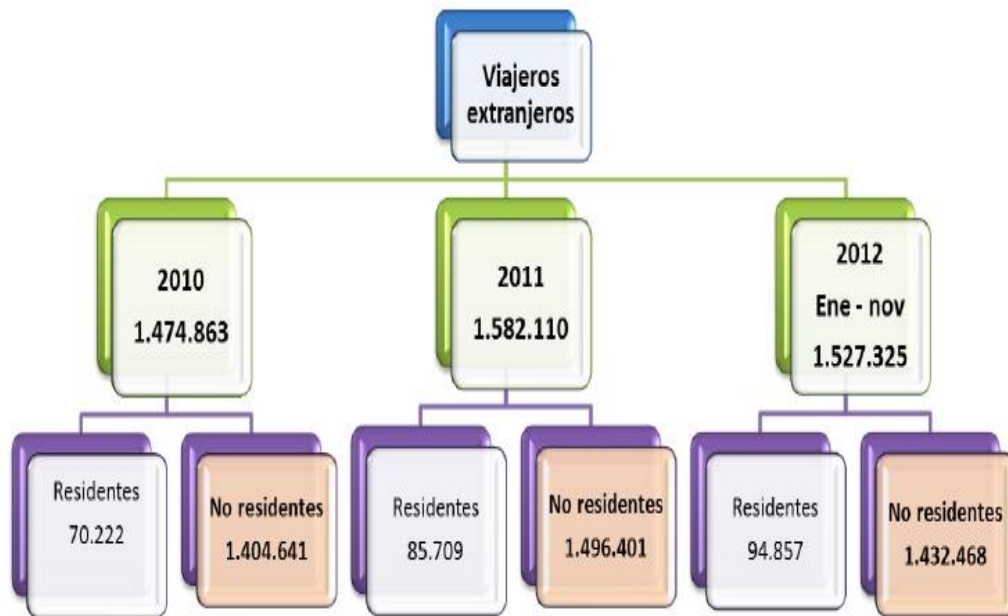 Viajeros
extranjeros
2010
1.474.863
2011
1.582.110
2012
Ene - nov
1.527.325
Residentes
70.222
No residentes
1.404.641
Residentes
85.709
No residentes
1.496.401
Residentes
94.857
No residentes
1.432.468